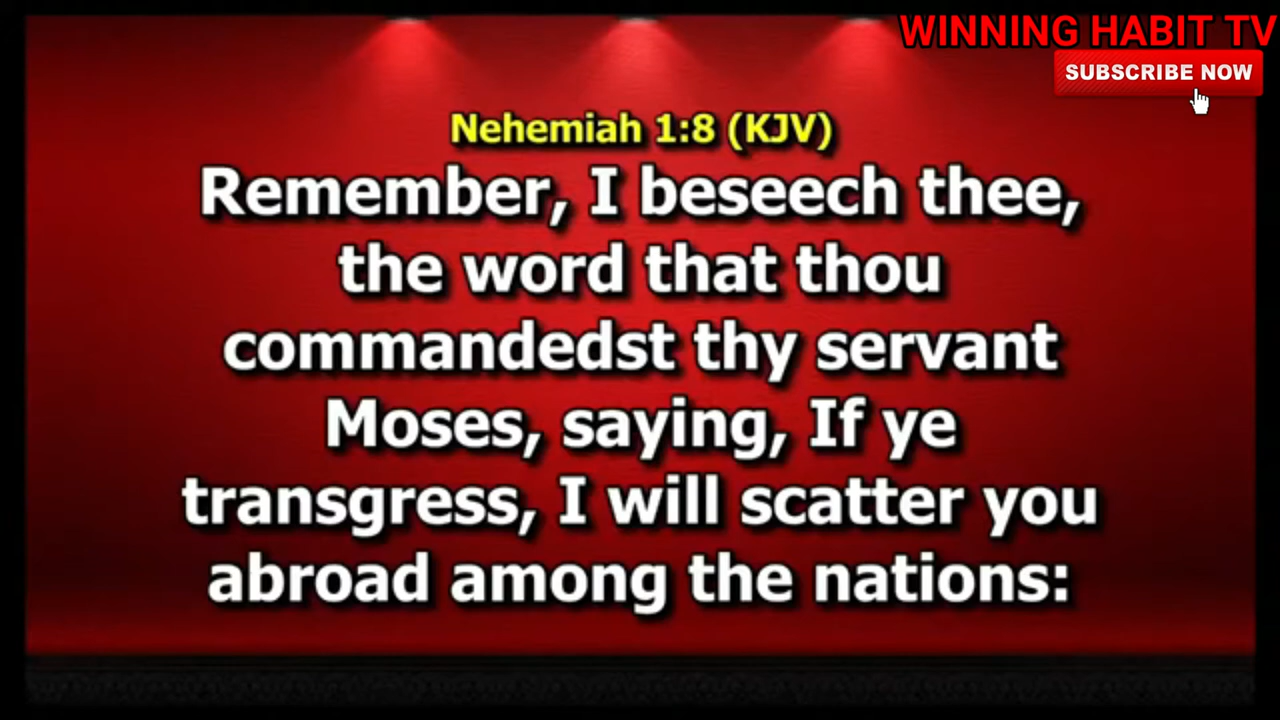 WINNING HABIT TV
SUBSCRIBE NOW
Nehemiah 1:8 (KJV)
Remember, I beseech thee,
the word that thou
commandedst thy servant
Moses, saying, If ye
transgress, I will scatter you
abroad among the nations: